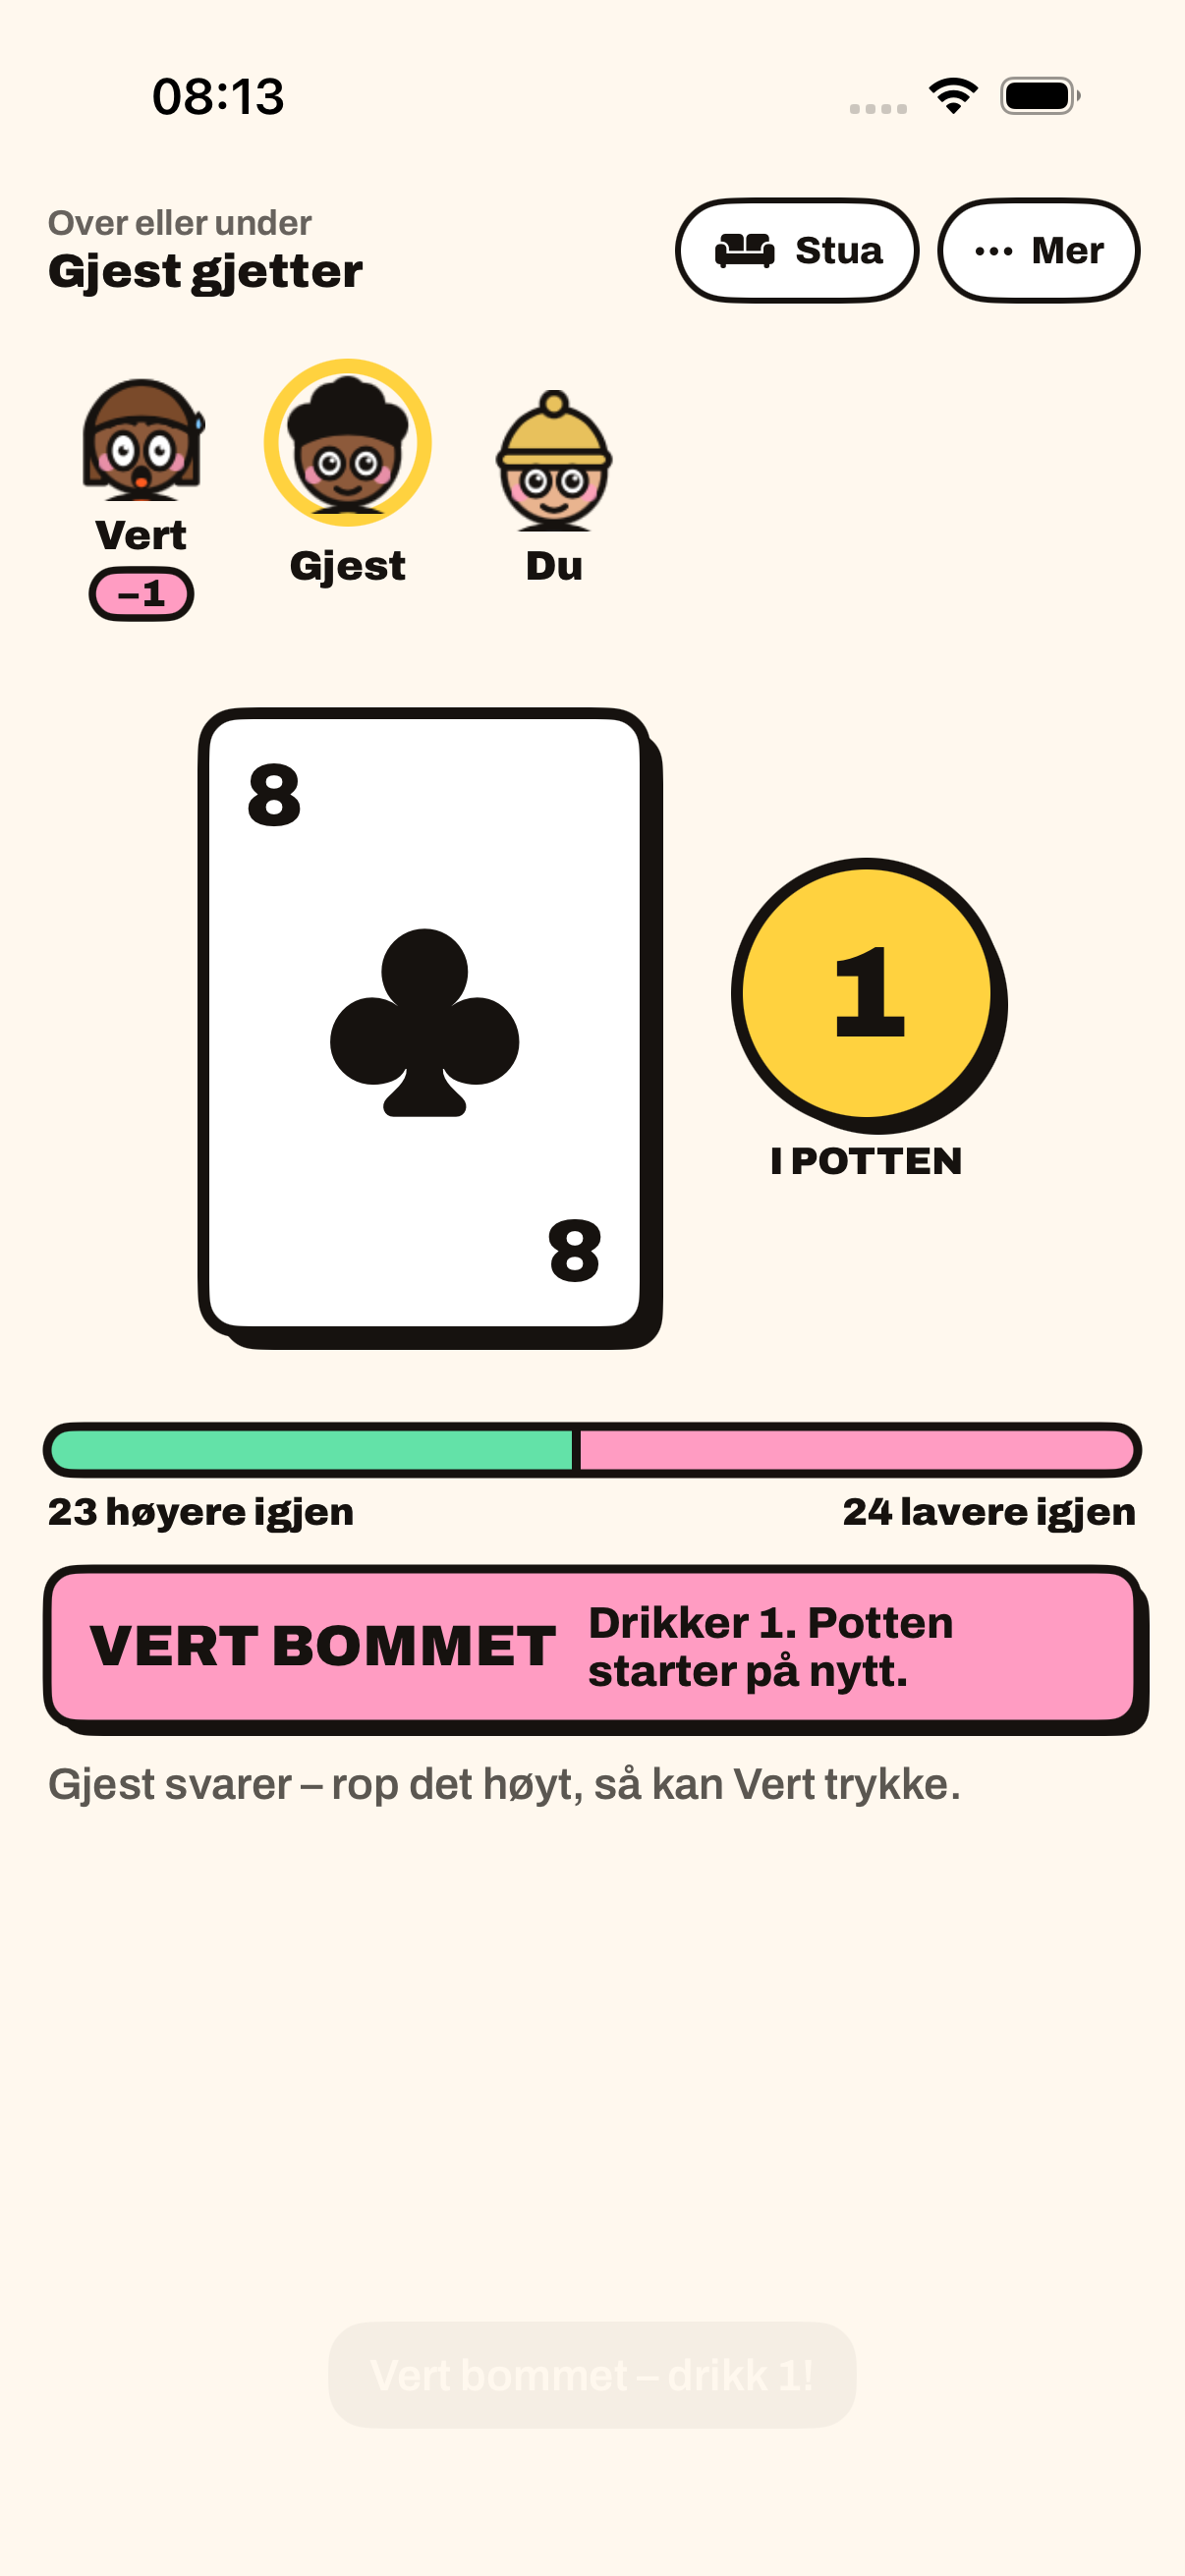 08:13
Over eller under
Gjest gjetter
Stua
Mer
Vert
–1
Gjest
Du
8
1
I POTTEN
8
23 høyere igjen
24 lavere igjen
VERT BOMMET
Drikker 1. Potten
starter på nytt.
Gjest svarer – rop det høyt, så kan Vert trykke.
Vert bommet – drikk 1!